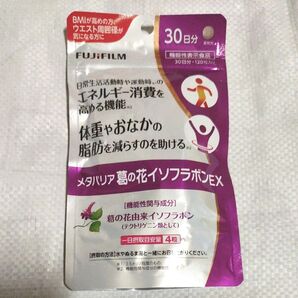 BMIが高めの方の
ウエスト周囲径が
気になる方に
30日分
FUJIFILM
機能性表示食品
30日分・120粒入
日常生活活動時や運動時の
エネルギー消費を
高める機能
体重やおなかの
脂肪を減らすのを助ける。
メタバリア 葛の花イソフラボンEX
【機能性関与成分】
葛の花由来イソフラボン
(テクトリゲニン類として)
一日摂取目安量 4粒